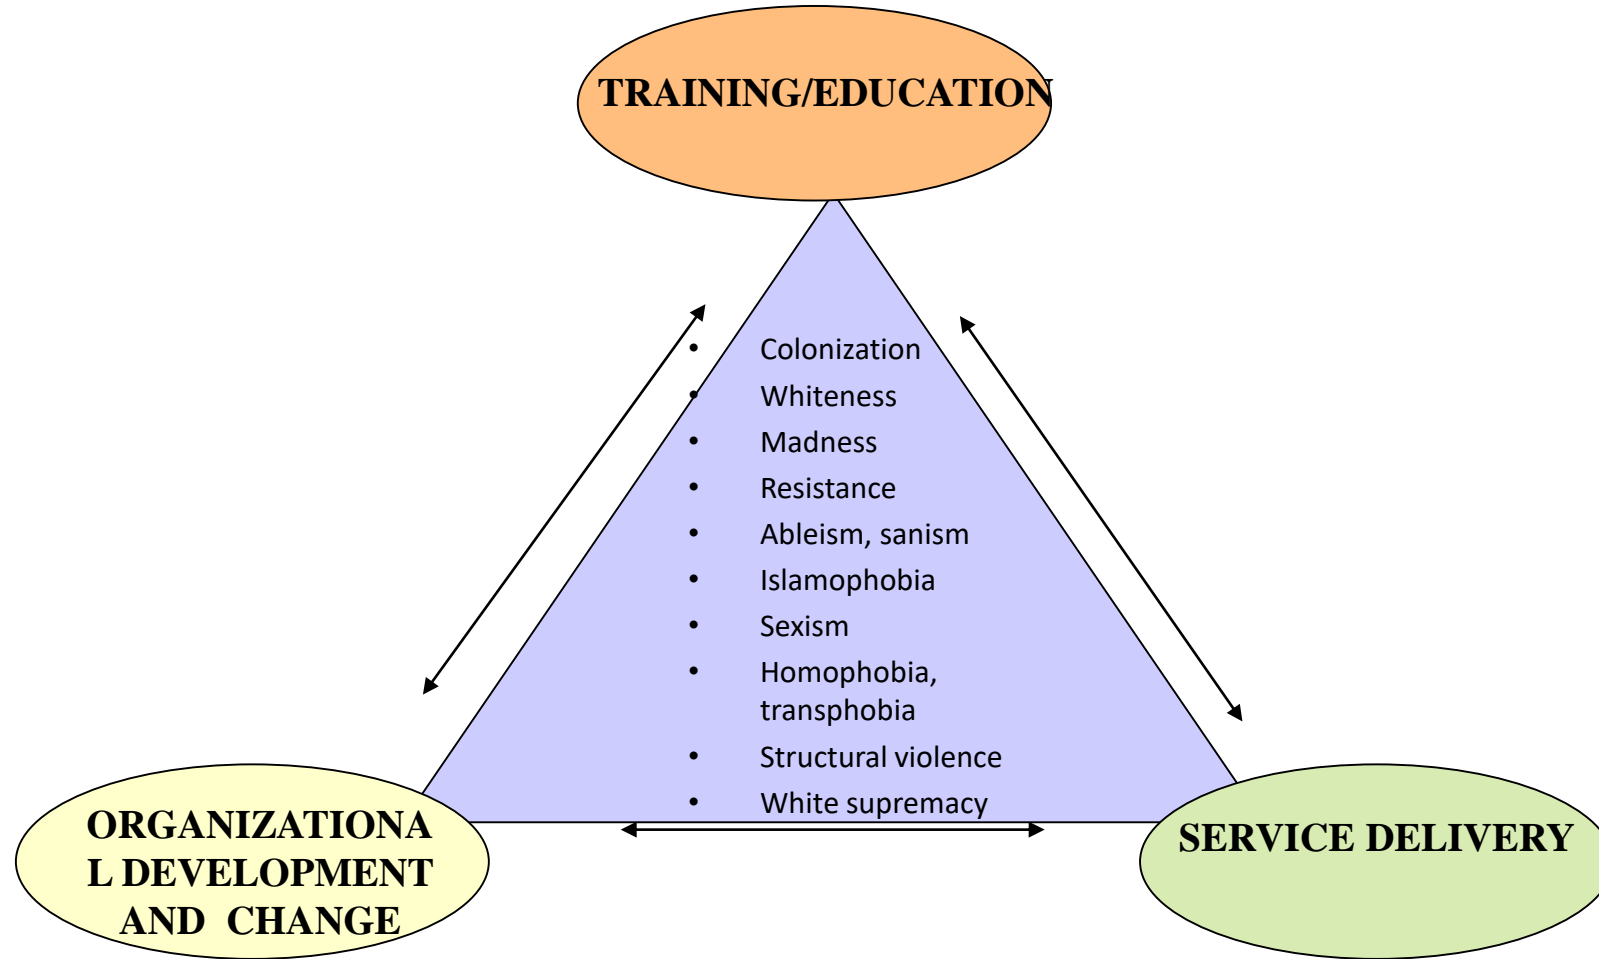 TRAINING/EDUCATION
• Colonization
• Whiteness
• Madness
• Resistance
• Ableism, sanism
• Islamophobia
• Sexism
• Homophobia,
transphobia
• Structural violence
• White supremacy
ORGANIZATIONA
L DEVELOPMENT
AND CHANGE
SERVICE DELIVERY